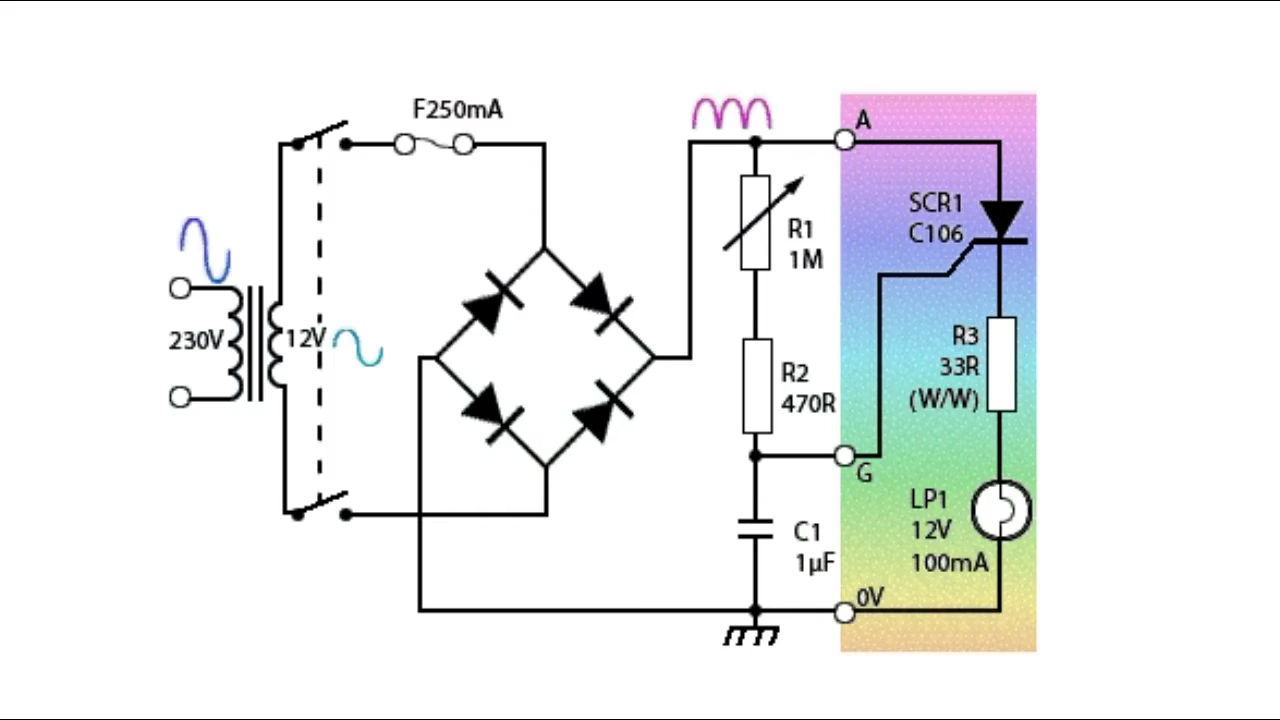 F250mA
230V
12V
R1
1M
R2
470R
C1
1µF
A
SCR1
C106
R3
33R
(W/W)
G
LP1
12V
100mA
0V